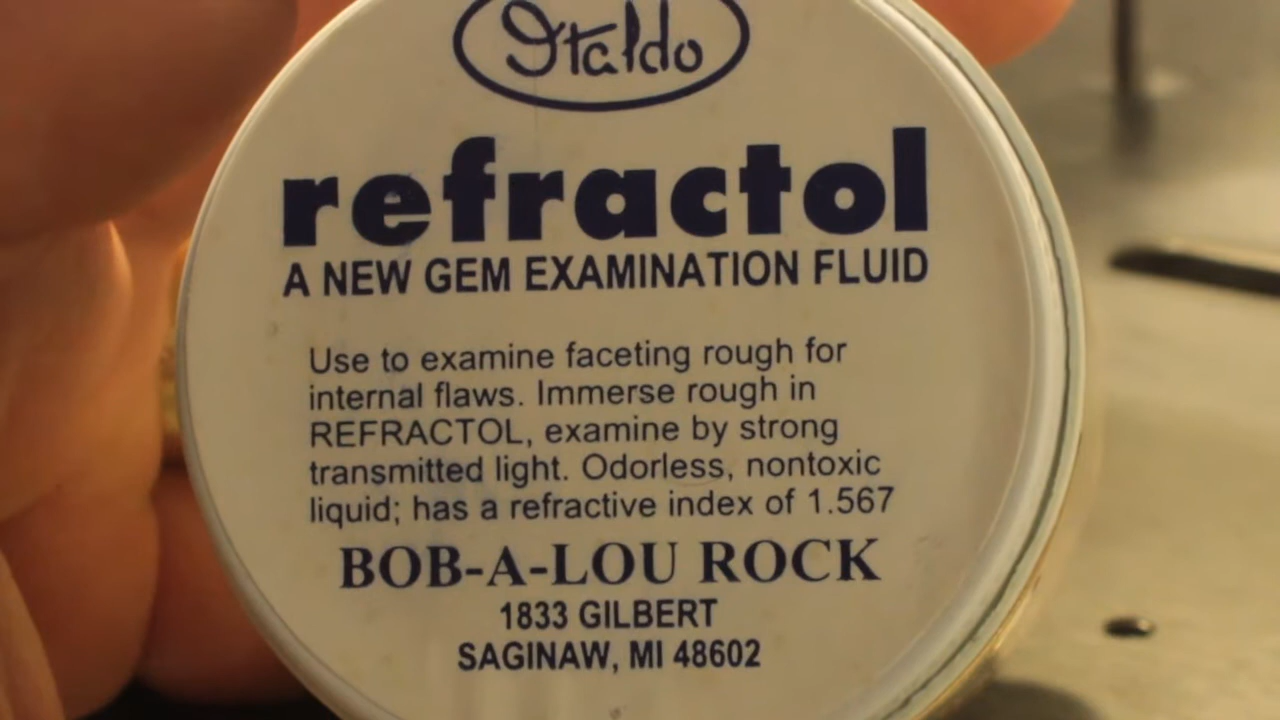 Italdo
refractol
A NEW GEM EXAMINATION FLUID
Use to examine faceting rough for
internal flaws. Immerse rough in
REFRACTOL, examine by strong
transmitted light. Odorless, nontoxic
liquid; has a refractive index of 1.567
BOB-A-LOU ROCK
1833 GILBERT
SAGINAW, MI 48602